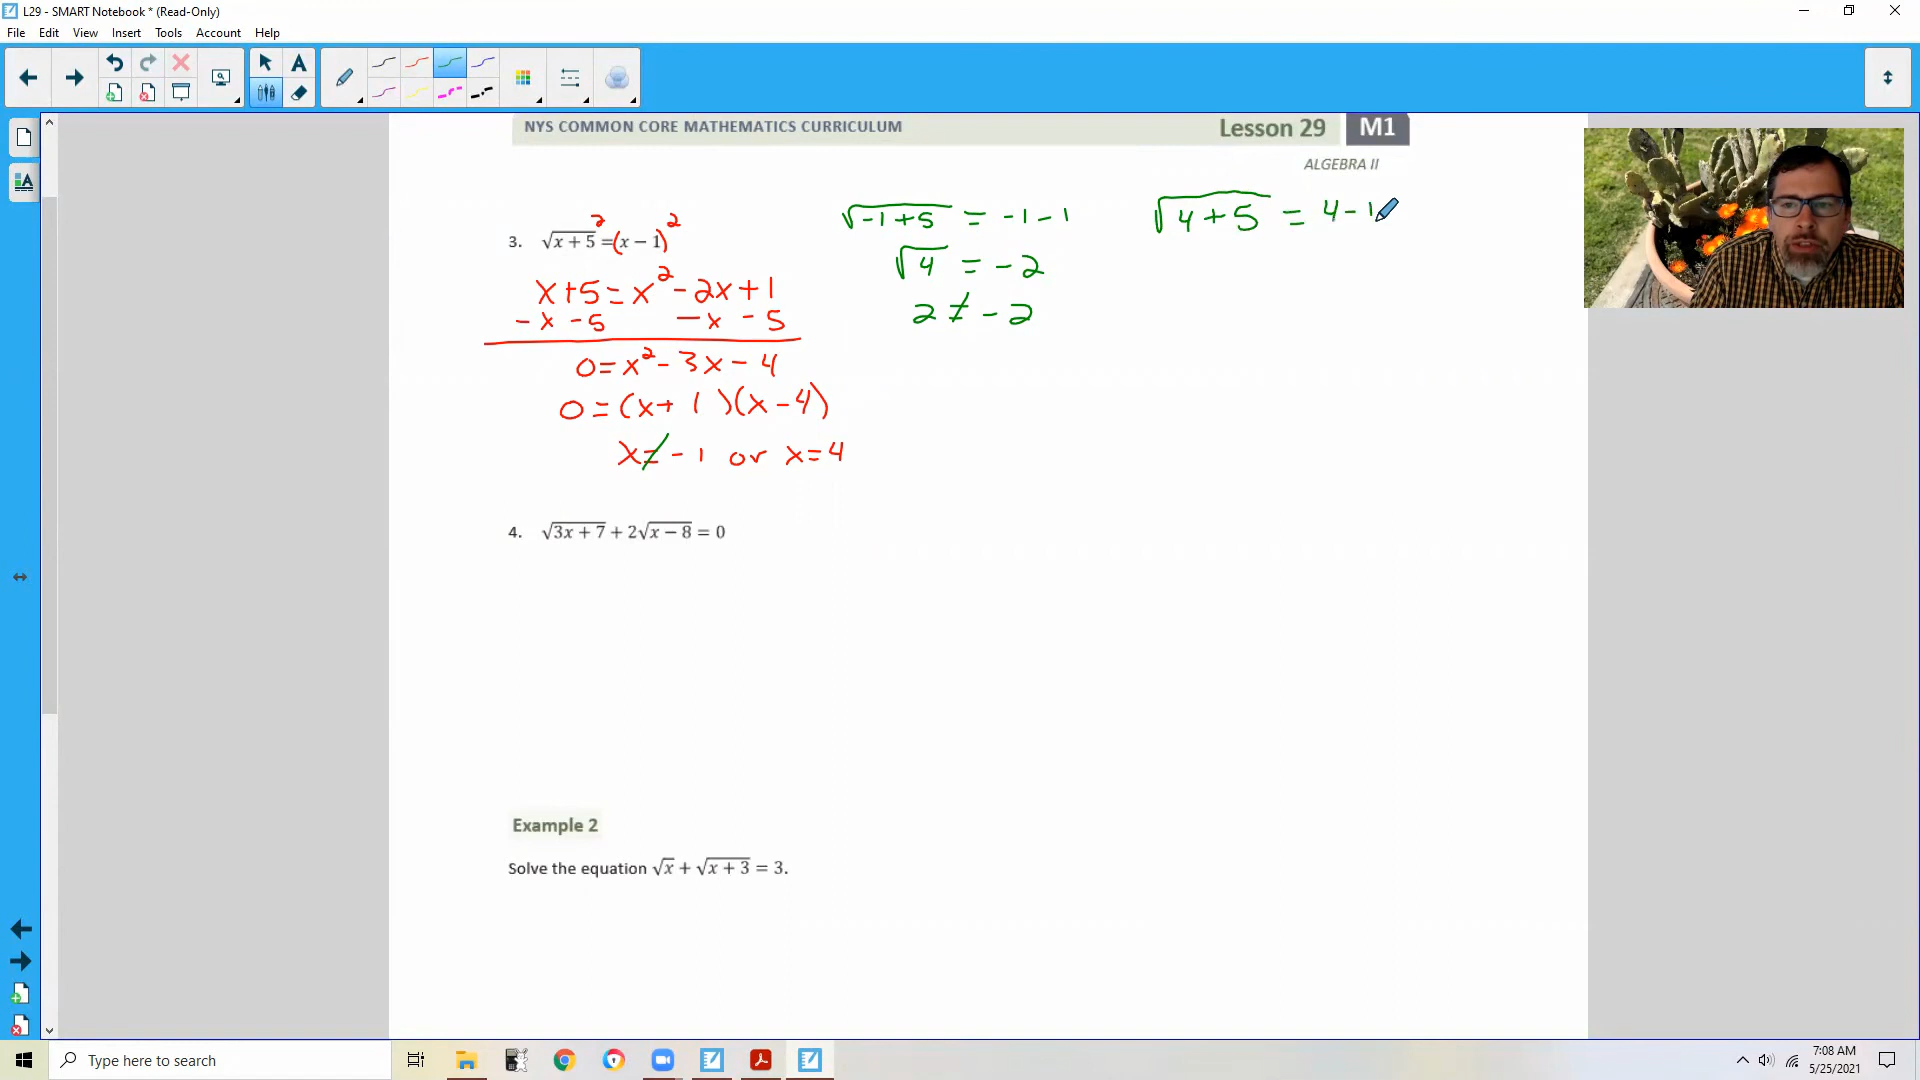 L29 - SMART Notebook * (Read-Only)
File Edit View Insert Tools Account Help
A
A
NYS COMMON CORE MATHEMATICS CURRICULUM Lesson 29 M1
ALGEBRA II
3. √(x + 5)² = (x − 1)²
x+5 = x² - 2x + 1
-x -5 -x -5
0 = x² - 3x - 4
0 = (x + 1)(x - 4)
x ≠ -1 or x = 4
√(-1+5) = -1 - 1
√4 = -2
2 ≠ -2
√(4+5) = 4-1
4. √(3x + 7) + 2√(x − 8) = 0
Example 2
Solve the equation √x + √(x + 3) = 3.
Type here to search
7:08 AM
5/25/2021